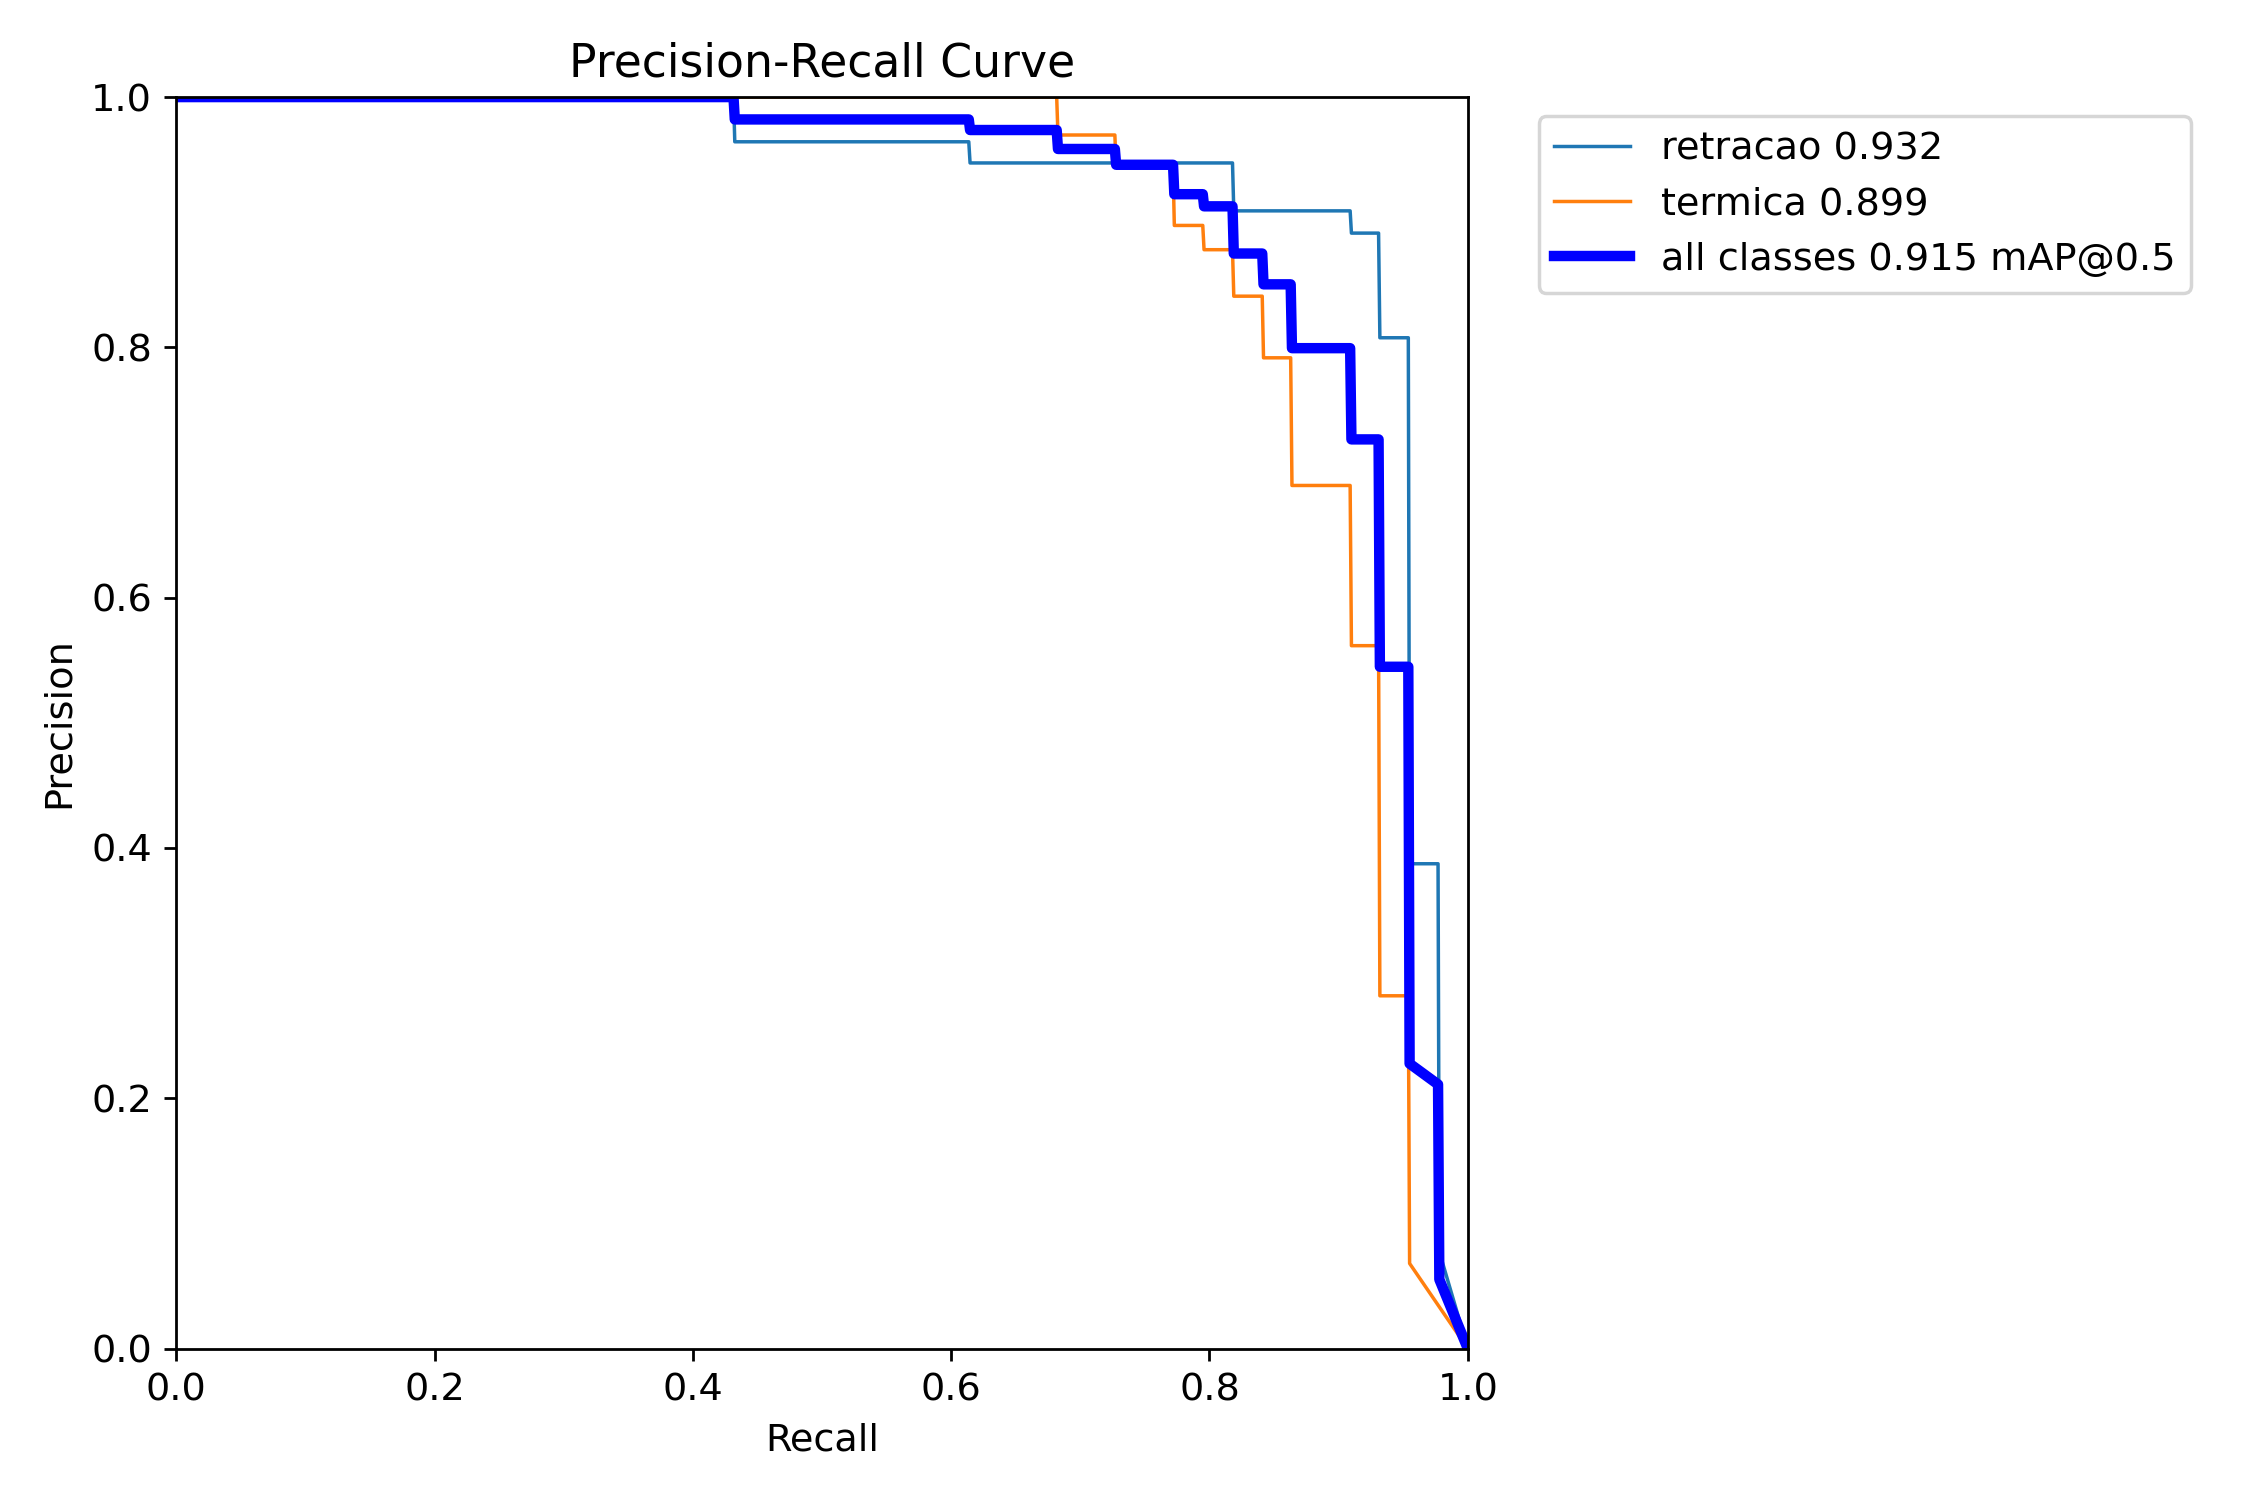 Precision-Recall Curve
1.0
0.8
0.6
0.4
0.2
0.0
Precision
0.0 0.2 0.4 0.6 0.8 1.0
Recall
retracao 0.932
termica 0.899
all classes 0.915 mAP@0.5